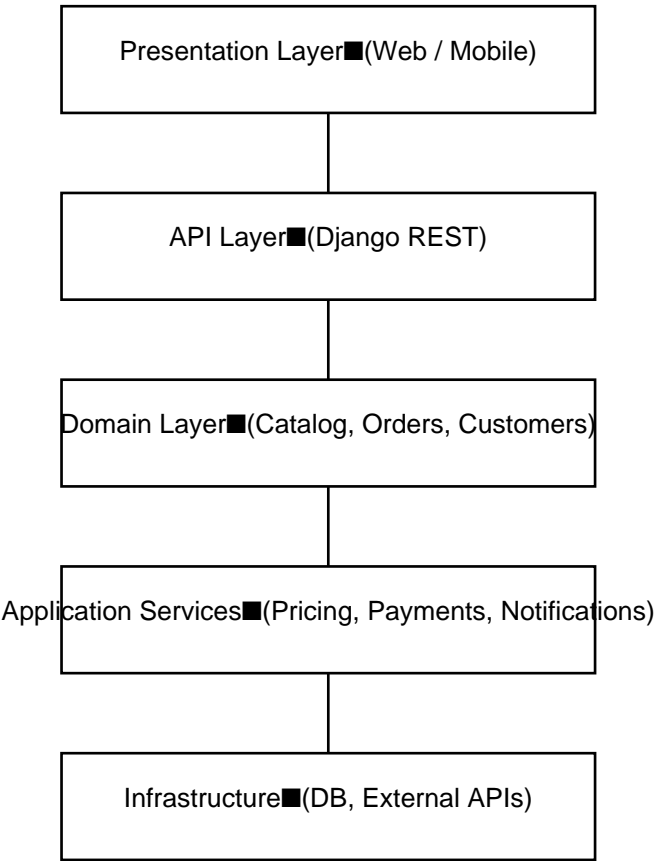 Presentation Layer■(Web / Mobile)
API Layer■(Django REST)
Domain Layer■(Catalog, Orders, Customers)
Application Services■(Pricing, Payments, Notifications)
Infrastructure■(DB, External APIs)